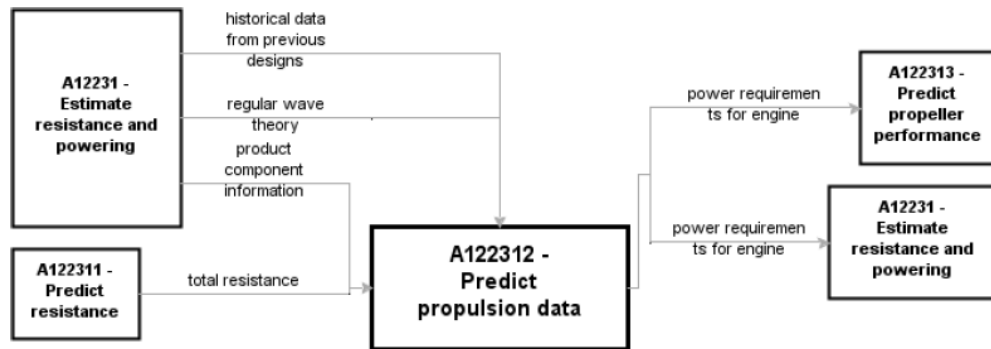 historical data
from previous
designs
A12231 -
Estimate
resistance and
powering
regular wave
theory
product
component
information
A122311 -
Predict
resistance
total resistance
A122312 -
Predict
propulsion data
power requiremen
ts for engine
A122313 -
Predict
propeller
performance
power requiremen
ts for engine
A12231 -
Estimate
resistance and
powering